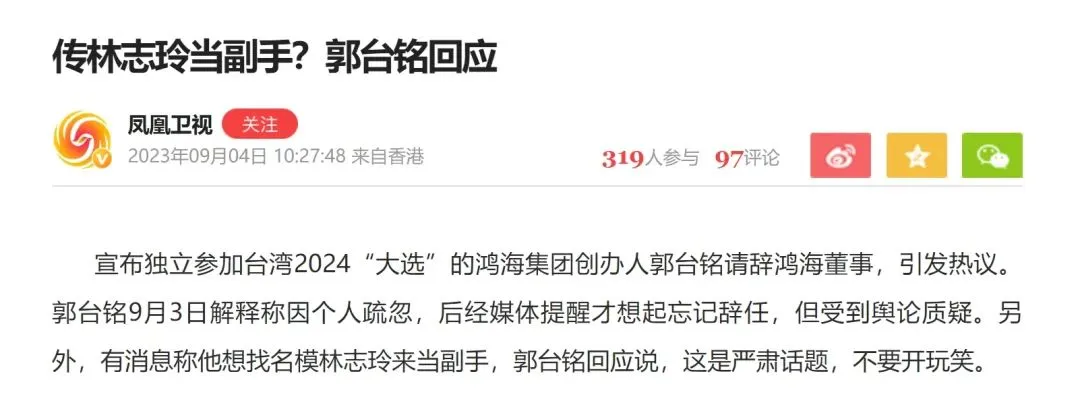 传林志玲当副手？郭台铭回应
凤凰卫视 关注
2023年09月04日 10:27:48 来自香港
319人参与 97评论
宣布独立参加台湾2024“大选”的鸿海集团创办人郭台铭请辞鸿海董事，引发热议。
郭台铭9月3日解释称因个人疏忽，后经媒体提醒才想起忘记辞任，但受到舆论质疑。另
外，有消息称他想找名模林志玲来当副手，郭台铭回应说，这是严肃话题，不要开玩笑。